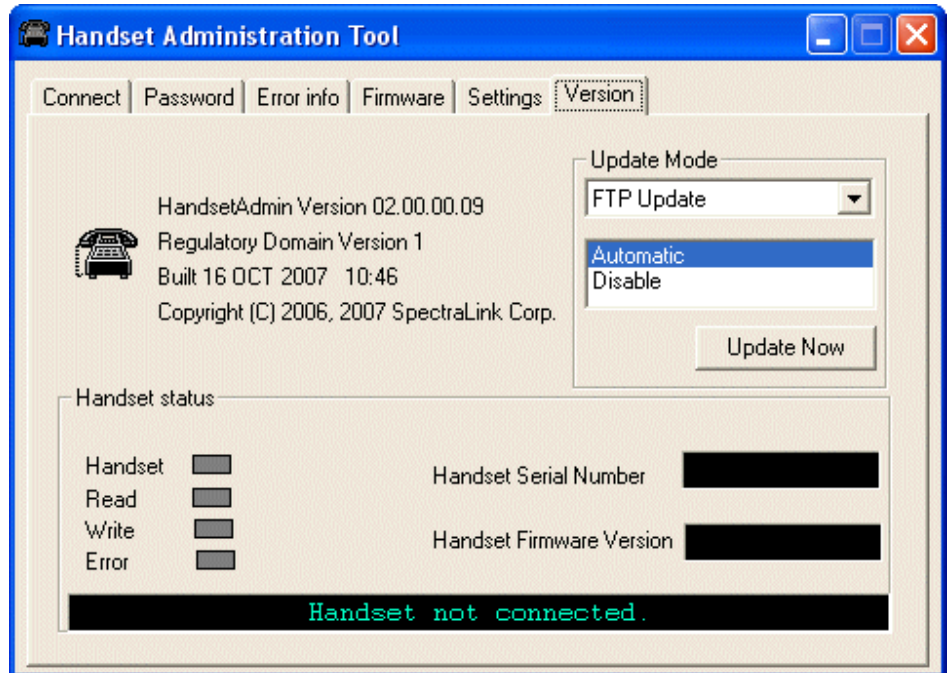 Handset Administration Tool
Connect Password Error info Firmware Settings Version
Update Mode
FTP Update
Automatic
Disable
Update Now
HandsetAdmin Version 02.00.00.09
Regulatory Domain Version 1
Built 16 OCT 2007 10:46
Copyright (C) 2006, 2007 SpectraLink Corp.
Handset status
Handset
Read
Write
Error
Handset Serial Number
Handset Firmware Version
Handset not connected.